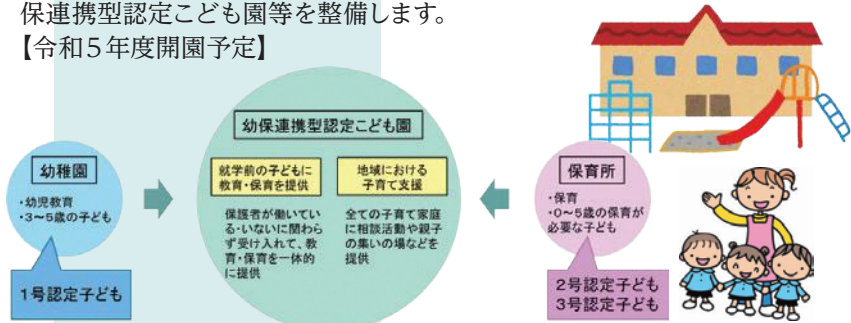 保連携型認定こども園等を整備します。
【令和5年度開園予定】
幼稚園
・幼児教育
・3～5歳の子ども
1号認定子ども
幼保連携型認定こども園
就学前の子どもに
教育・保育を提供
保護者が働いてい
る・いないに関わら
ず受け入れて、教
育・保育を一体的
に提供
地域における
子育て支援
全ての子育て家庭
に相談活動や親子
の集いの場などを
提供
保育所
・保育
・0～5歳の保育が
必要な子ども
2号認定子ども
3号認定子ども